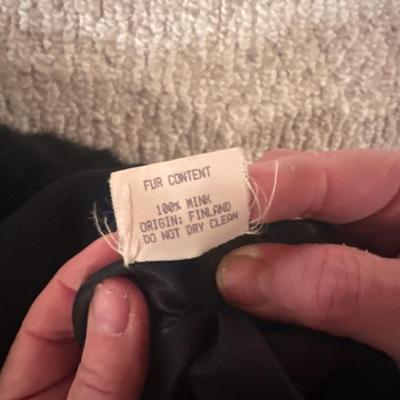 FUR CONTENT
100% MINK
ORIGIN: FINLAND
DO NOT DRY CLEAN